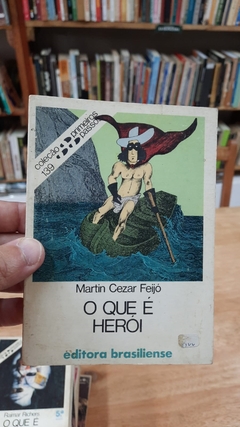 coleção
primeiros
passos
139
Martin Cezar Feijó
O QUE É
HERÓI
editora brasiliense
O QUE É